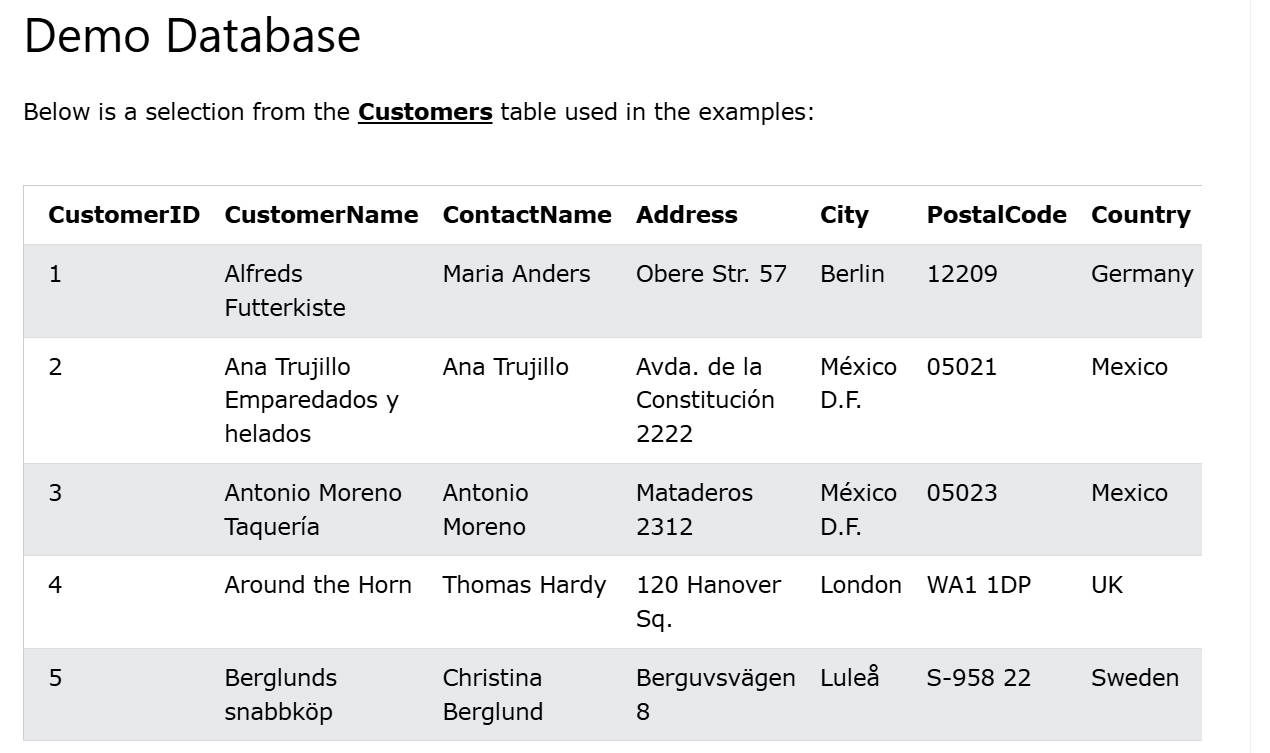 Demo Database
Below is a selection from the Customers table used in the examples:
CustomerID CustomerName ContactName Address City PostalCode Country
1 Alfreds Futterkiste Maria Anders Obere Str. 57 Berlin 12209 Germany
2 Ana Trujillo Emparedados y helados Ana Trujillo Avda. de la Constitución 2222 México D.F. 05021 Mexico
3 Antonio Moreno Taquería Antonio Moreno Mataderos 2312 México D.F. 05023 Mexico
4 Around the Horn Thomas Hardy 120 Hanover Sq. London WA1 1DP UK
5 Berglunds snabbköp Christina Berglund Berguvsvägen 8 Luleå S-958 22 Sweden